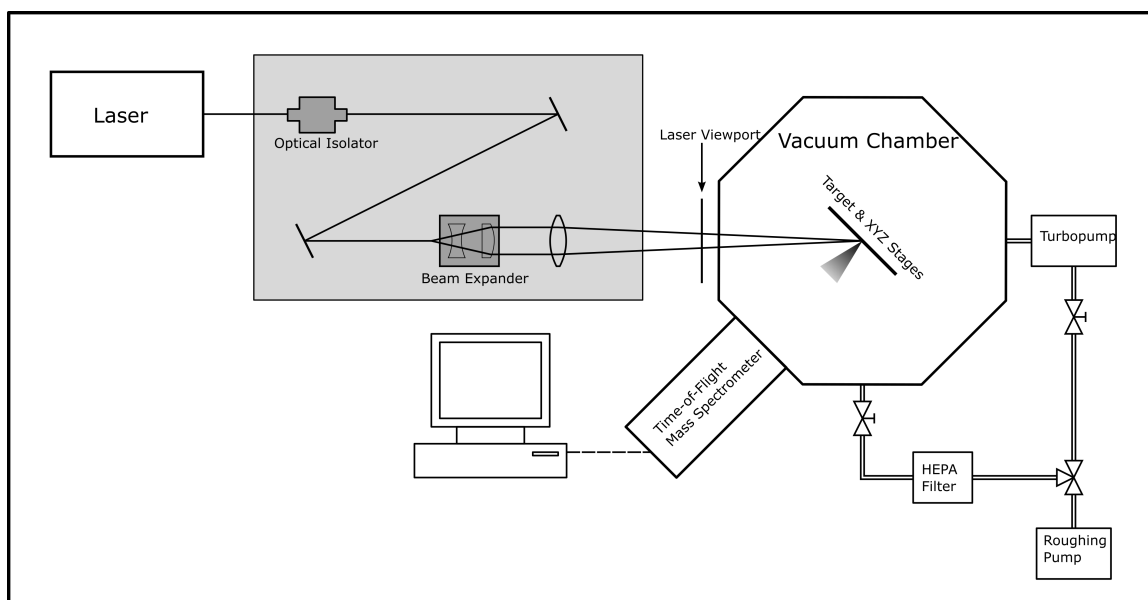 Laser
Optical Isolator
Beam Expander
Laser Viewport
Vacuum Chamber
Target & XYZ Stages
Turbopump
Time-of-Flight
Mass Spectrometer
HEPA
Filter
Roughing
Pump